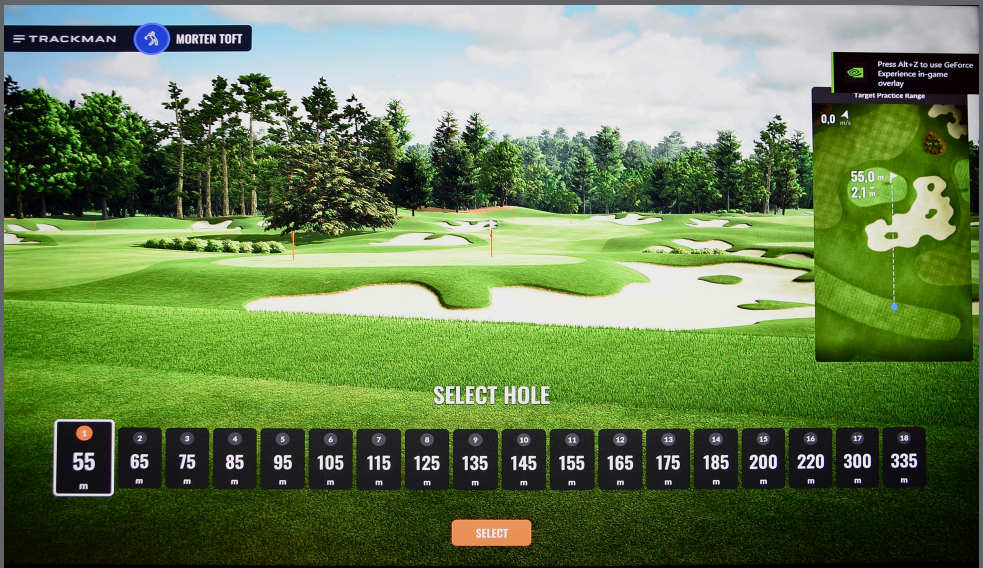 TRACKMAN
MORTEN TOFT
Press Alt+Z to use GeForce
Experience in-game
overlay
Target Practice Range
0,0 m/s
55,0 m
2,1 m
SELECT HOLE
1 2 3 4 5 6 7 8 9 10 11 12 13 14 15 16 17 18
55 65 75 85 95 105 115 125 135 145 155 165 175 185 200 220 300 335
m m m m m m m m m m m m m m m m m m
SELECT